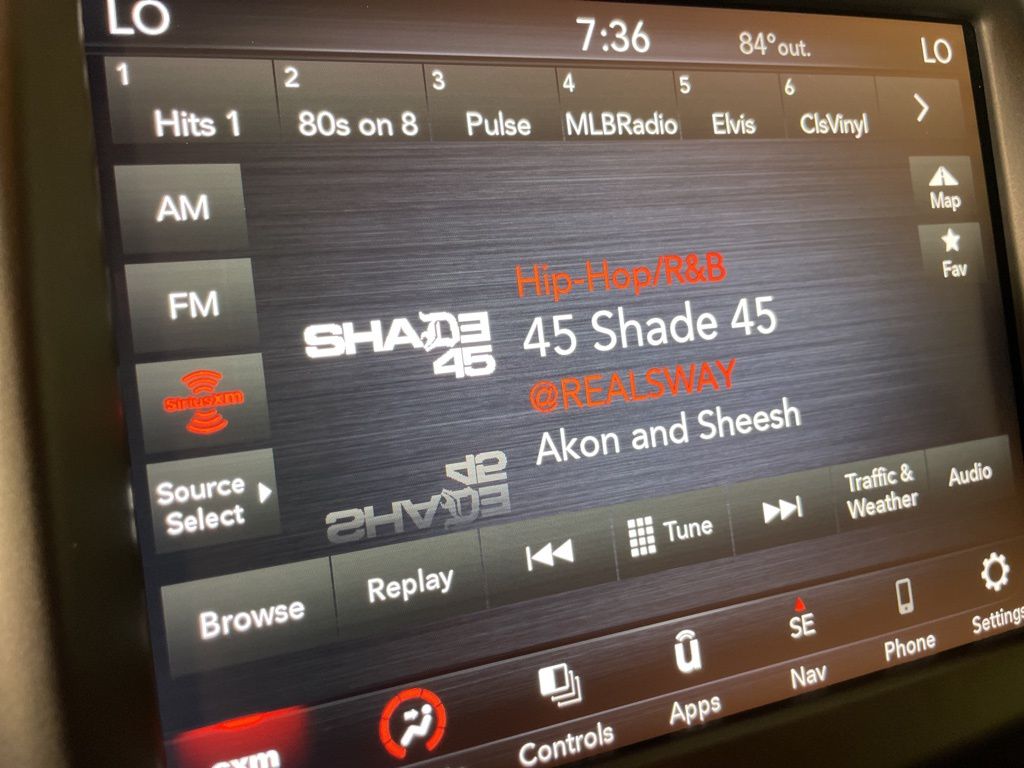 LO 7:36 84°out. LO
1 2 3 4 5 6
Hits 1 80s on 8 Pulse MLBRadio Elvis ClsVinyl
AM
Map
FM
Fav
Hip-Hop/R&B
SHADE
45
45 Shade 45
SiriusXM
@REALSWAY
Akon and Sheesh
Source
Select
Browse
Replay
Tune
Traffic &
Weather
Audio
Controls
Apps
SE
Nav
Phone
Settings